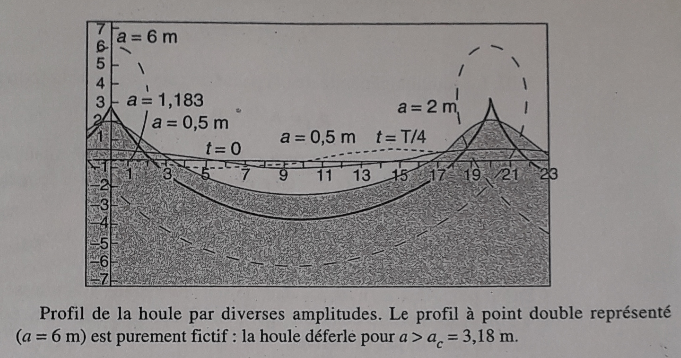 7
a = 6 m
6
5
4
3
a = 1,183
a = 2 m
2
a = 0,5 m
1
t = 0
a = 0,5 m
t = T/4
-1
1
3
5
7
9
11
13
15
17
19
21
23
-2
-3
-4
-5
-6
-7
Profil de la houle par diverses amplitudes. Le profil à point double représenté
(a = 6 m) est purement fictif : la houle déferle pour a > ac = 3,18 m.